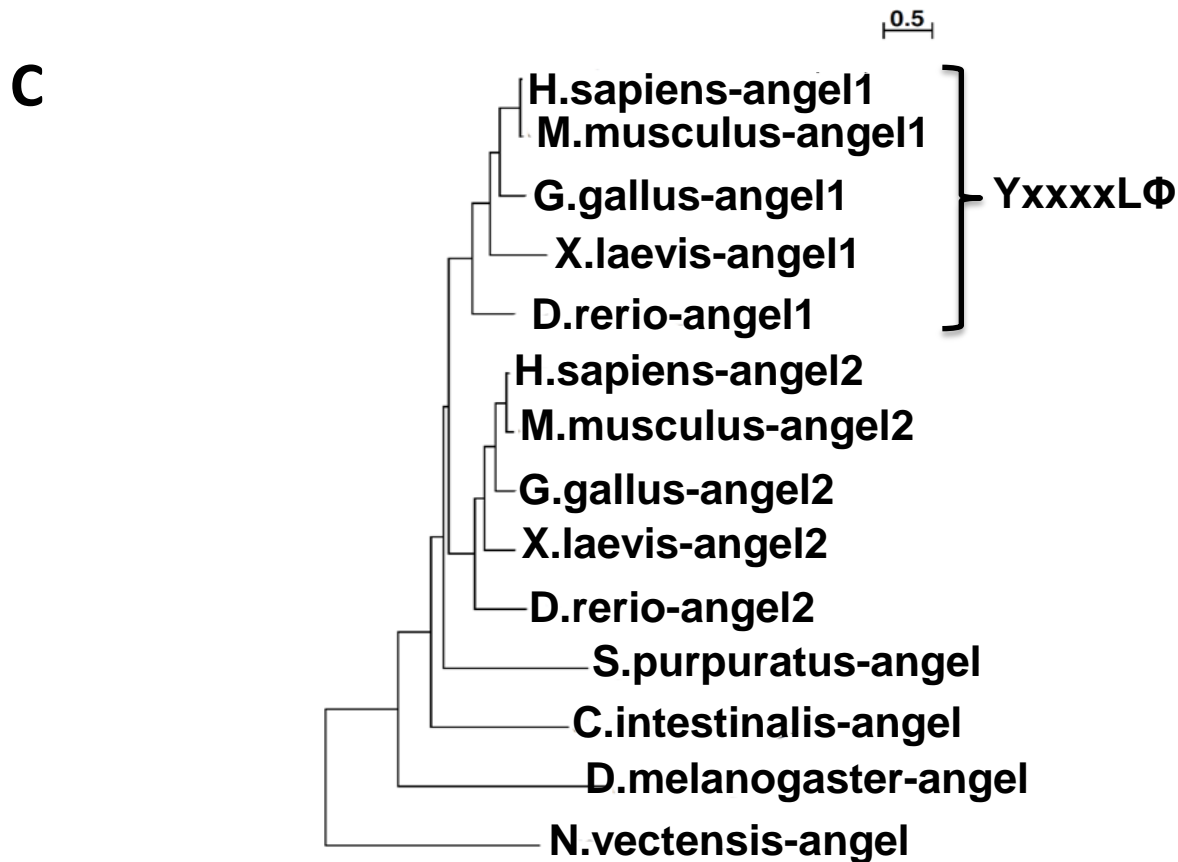 0.5
C
H.sapiens-angel1
M.musculus-angel1
G.gallus-angel1
YxxxxLΦ
X.laevis-angel1
D.rerio-angel1
H.sapiens-angel2
M.musculus-angel2
G.gallus-angel2
X.laevis-angel2
D.rerio-angel2
S.purpuratus-angel
C.intestinalis-angel
D.melanogaster-angel
N.vectensis-angel